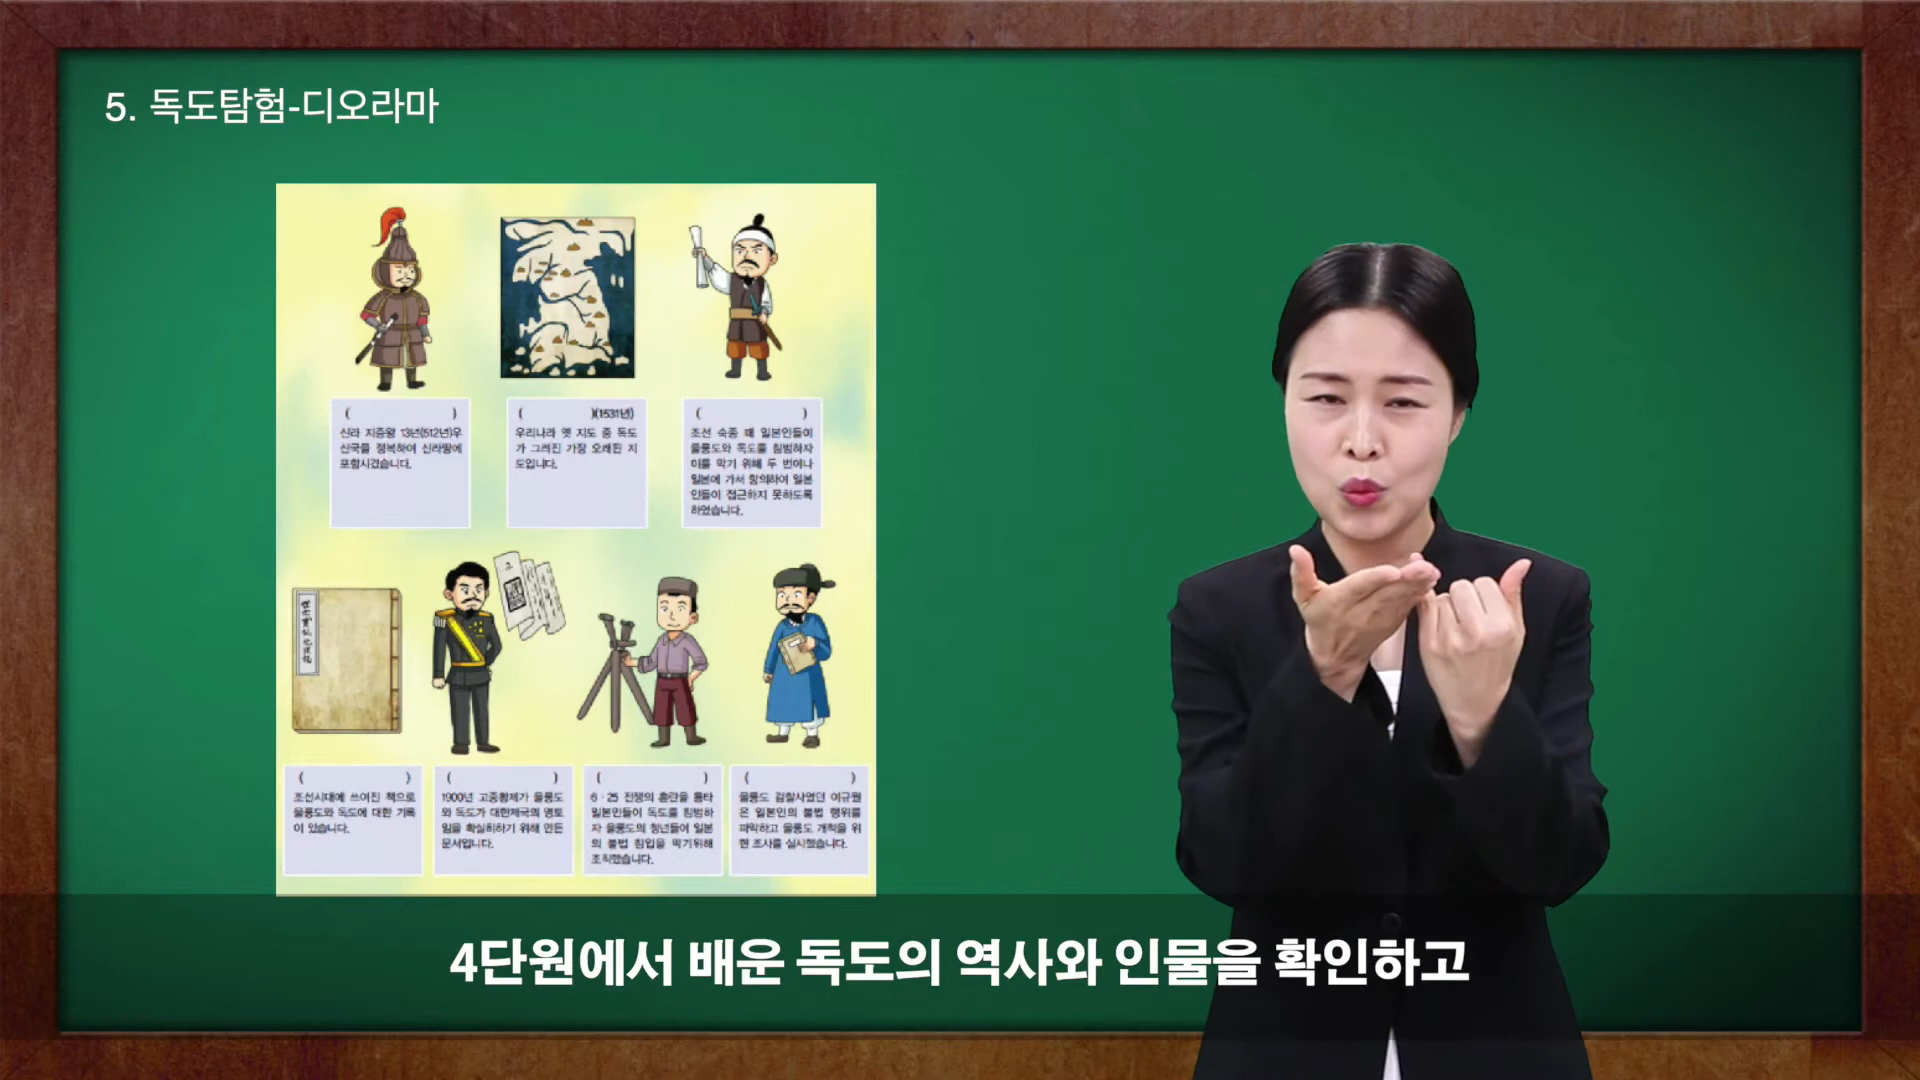 5. 독도탐험-디오라마
( )
신라 지증왕 13년(512년)우
산국을 정복하여 신라땅에
포함시켰습니다.
( )(1531년)
우리나라 옛 지도 중 독도
가 그려진 가장 오래된 지
도입니다.
( )
조선 숙종 때 일본인들이
울릉도와 독도를 침범하자
이를 막기 위해 두 번이나
일본에 가서 항의하여 일본
인들이 접근하지 못하도록
하였습니다.
( )
조선시대에 쓰여진 책으로
울릉도와 독도에 대한 기록
이 있습니다.
( )
1900년 고종황제가 울릉도
와 독도가 대한제국의 영토
임을 확실히하기 위해 만든
문서입니다.
( )
6·25 전쟁의 혼란을 틈타
일본인들이 독도를 침범하
자 울릉도의 청년들이 일본
의 불법 침입을 막기위해
조직했습니다.
( )
울릉도 검찰사였던 이규원
은 일본인의 불법 행위를
파악하고 울릉도 개척을 위
한 조사를 실시했습니다.
4단원에서 배운 독도의 역사와 인물을 확인하고